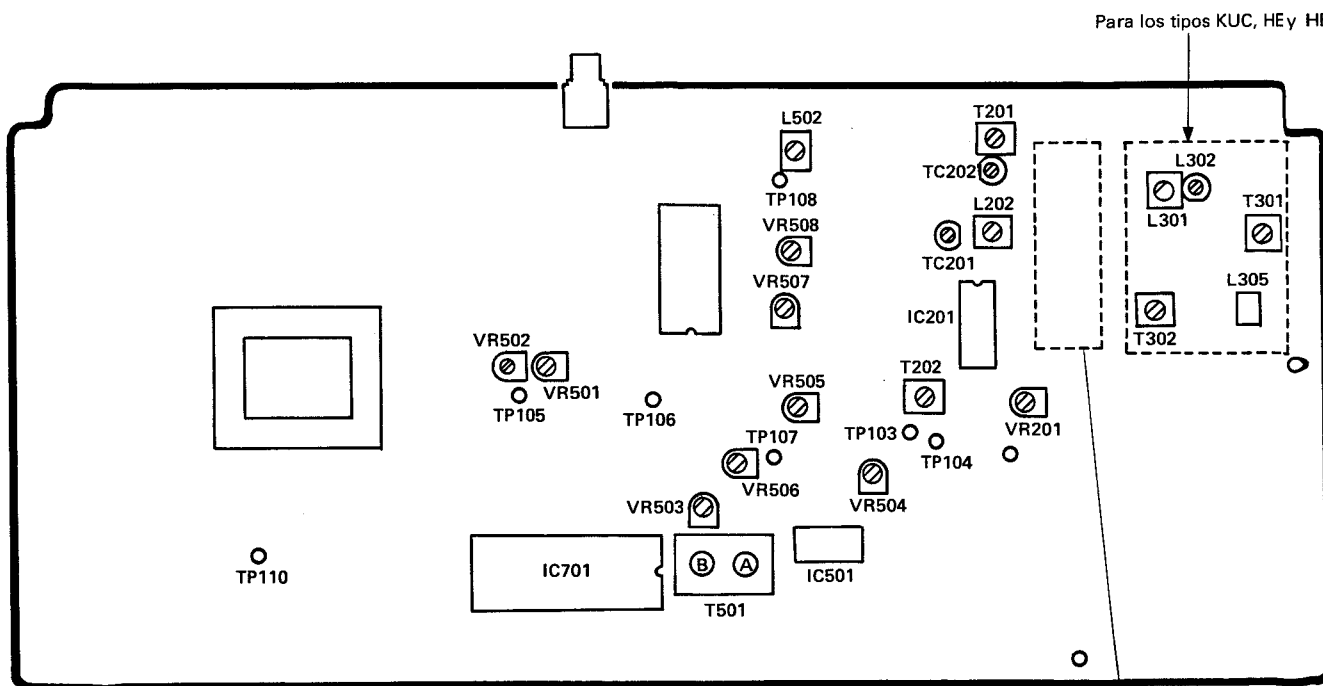 Para los tipos KUC, HE y HE
L502
T201
TC202
L302
TP108
L202
T301
VR508
L301
TC201
VR507
L305
IC201
VR502
T302
VR501
T202
TP105
TP106
VR505
TP107
TP103
VR201
TP104
VR506
VR504
VR503
IC701
B
A
IC501
TP110
T501